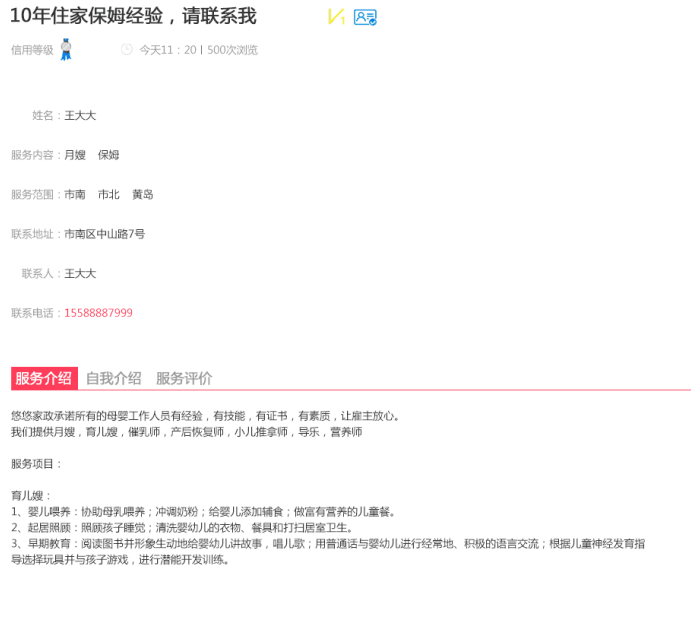 10年住家保姆经验，请联系我
信用等级 今天11：20 | 500次浏览
姓名：王大大
服务内容：月嫂 保姆
服务范围：市南 市北 黄岛
联系地址：市南区中山路7号
联系人：王大大
联系电话：15588887999
服务介绍 自我介绍 服务评价
悠悠家政承诺所有的母婴工作人员有经验，有技能，有证书，有素质，让雇主放心。
我们提供月嫂，育儿嫂，催乳师，产后恢复师，小儿推拿师，导乐，营养师
服务项目：
育儿嫂：
1、婴儿喂养：协助母乳喂养；冲调奶粉；给婴儿添加辅食；做富有营养的儿童餐。
2、起居照顾：照顾孩子睡觉；清洗婴幼儿的衣物、餐具和打扫居室卫生。
3、早期教育：阅读图书并形象生动地给婴幼儿讲故事，唱儿歌；用普通话与婴幼儿进行经常地、积极的语言交流；根据儿童神经发育指
导选择玩具并与孩子游戏，进行潜能开发训练。